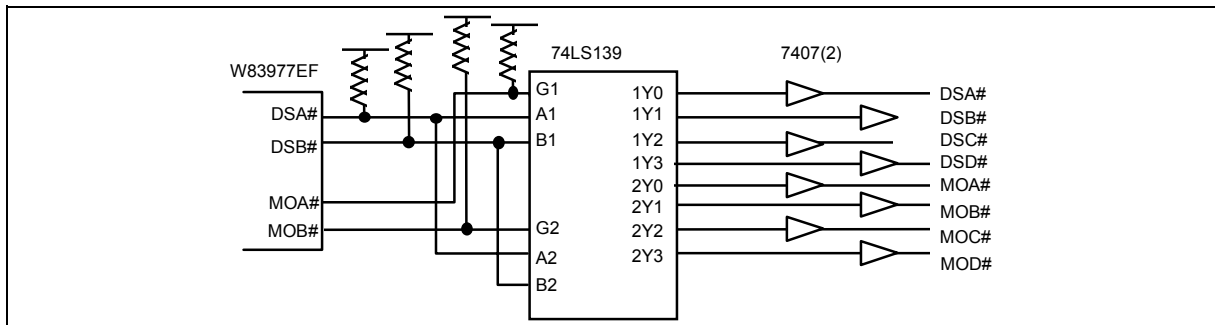 74LS139
7407(2)
W83977EF
DSA#
DSB#
MOA#
MOB#
G1
A1
B1
G2
A2
B2
1Y0
1Y1
1Y2
1Y3
2Y0
2Y1
2Y2
2Y3
DSA#
DSB#
DSC#
DSD#
MOA#
MOB#
MOC#
MOD#